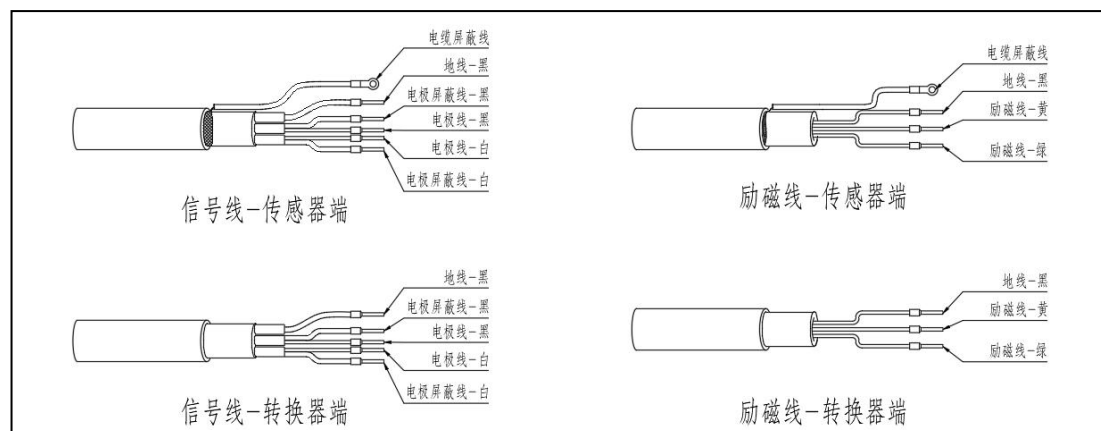 电缆屏蔽线
地线-黑
电极屏蔽线-黑
电极线-黑
电极线-白
电极屏蔽线-白
信号线-传感器端
电缆屏蔽线
地线-黑
励磁线-黄
励磁线-绿
励磁线-传感器端
地线-黑
电极屏蔽线-黑
电极线-黑
电极线-白
电极屏蔽线-白
信号线-转换器端
地线-黑
励磁线-黄
励磁线-绿
励磁线-转换器端